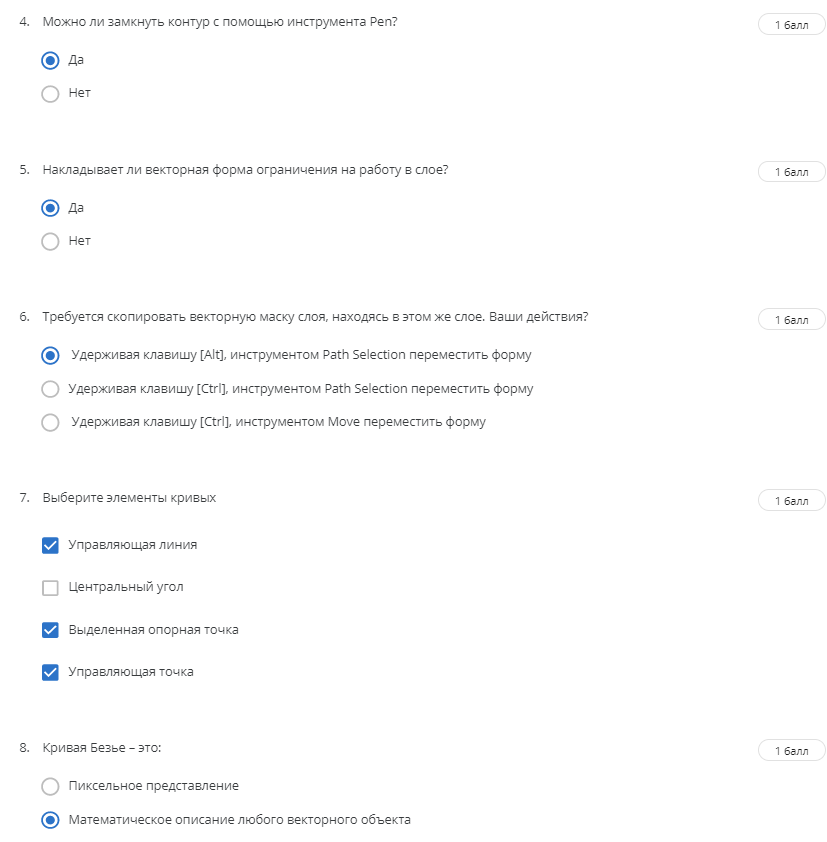 4. Можно ли замкнуть контур с помощью инструмента Pen?
1 балл
Да
Нет
5. Накладывает ли векторная форма ограничения на работу в слое?
1 балл
Да
Нет
6. Требуется скопировать векторную маску слоя, находясь в этом же слое. Ваши действия?
1 балл
Удерживая клавишу [Alt], инструментом Path Selection переместить форму
Удерживая клавишу [Ctrl], инструментом Path Selection переместить форму
Удерживая клавишу [Ctrl], инструментом Move переместить форму
7. Выберите элементы кривых
1 балл
Управляющая линия
Центральный угол
Выделенная опорная точка
Управляющая точка
8. Кривая Безье – это:
1 балл
Пиксельное представление
Математическое описание любого векторного объекта